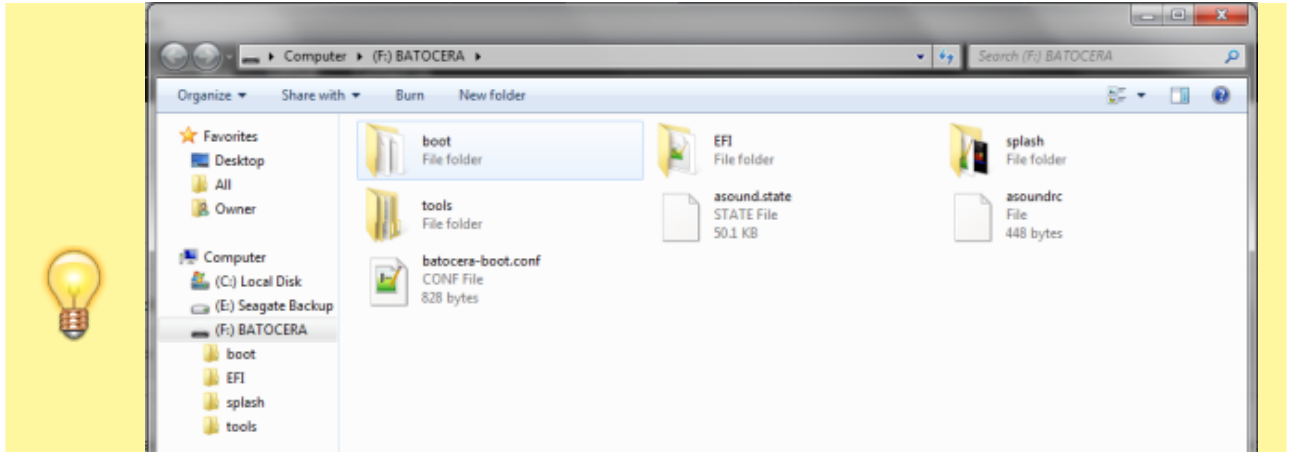 Computer (F:) BATOCERA
Search (F:) BATOCERA
Organize Share with Burn New folder
Favorites
Desktop
All
Owner
Computer
(C:) Local Disk
(E:) Seagate Backup
(F:) BATOCERA
boot
EFI
splash
tools
boot
File folder
EFI
File folder
splash
File folder
tools
File folder
asound.state
STATE File
50.1 KB
asoundrc
File
448 bytes
batocera-boot.conf
CONF File
828 bytes